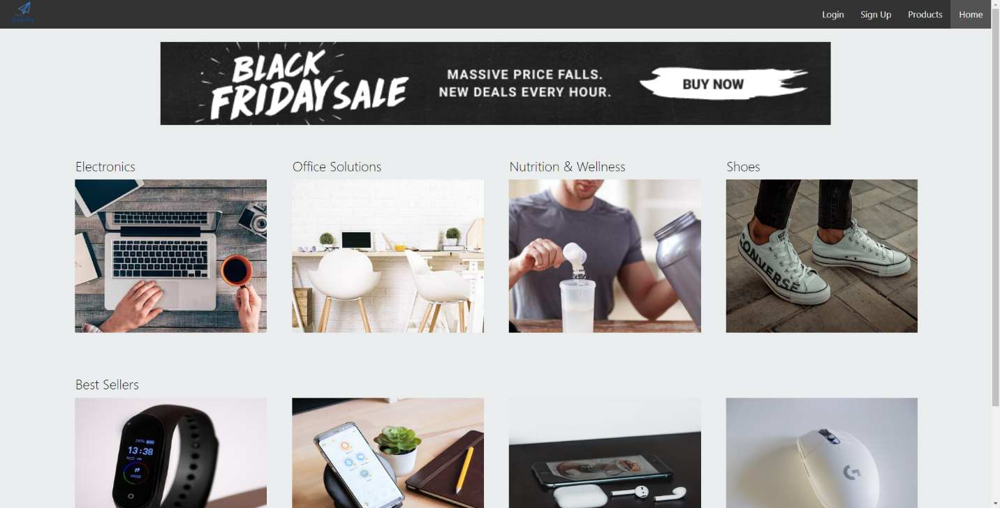 Login
Sign Up
Products
Home
BLACK
FRIDAY SALE
MASSIVE PRICE FALLS.
NEW DEALS EVERY HOUR.
BUY NOW
Electronics
Office Solutions
Nutrition & Wellness
Shoes
CONVERSE
Best Sellers
100%
13:38
G